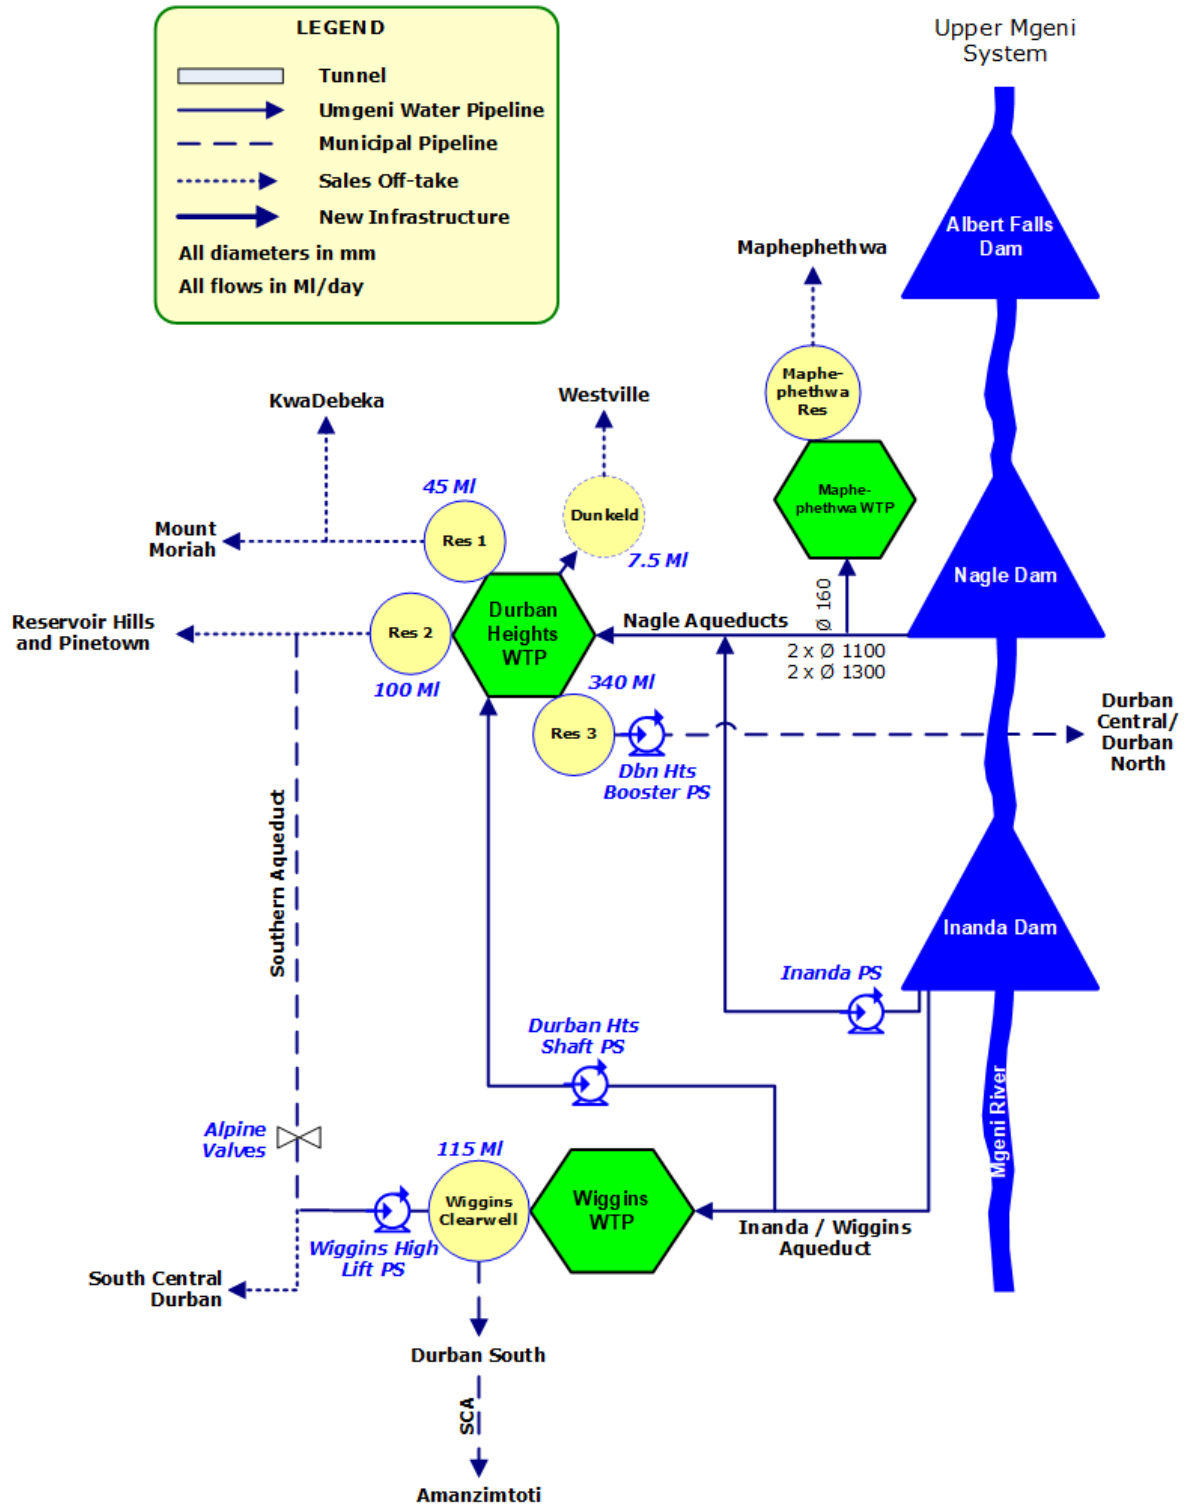 LEGEND
Tunnel
Umgeni Water Pipeline
Municipal Pipeline
Sales Off-take
New Infrastructure
All diameters in mm
All flows in Ml/day
Upper Mgeni
System
Albert Falls
Dam
Maphephethwa
Maphe-
phethwa
Res
Maphe-
phethwa WTP
Ø 160
KwaDebeka
Westville
45 Ml
Res 1
Dunkeld
7.5 Ml
Mount
Moriah
Nagle Dam
Reservoir Hills
and Pinetown
Res 2
100 Ml
Durban
Heights
WTP
Nagle Aqueducts
2 x Ø 1100
2 x Ø 1300
340 Ml
Res 3
Dbn Hts
Booster PS
Durban
Central/
Durban
North
Southern Aqueduct
Inanda Dam
Inanda PS
Durban Hts
Shaft PS
Mgeni River
Alpine
Valves
115 Ml
Wiggins
Clearwell
Wiggins
WTP
Inanda / Wiggins
Aqueduct
Wiggins High
Lift PS
South Central
Durban
Durban South
SCA
Amanzimtoti